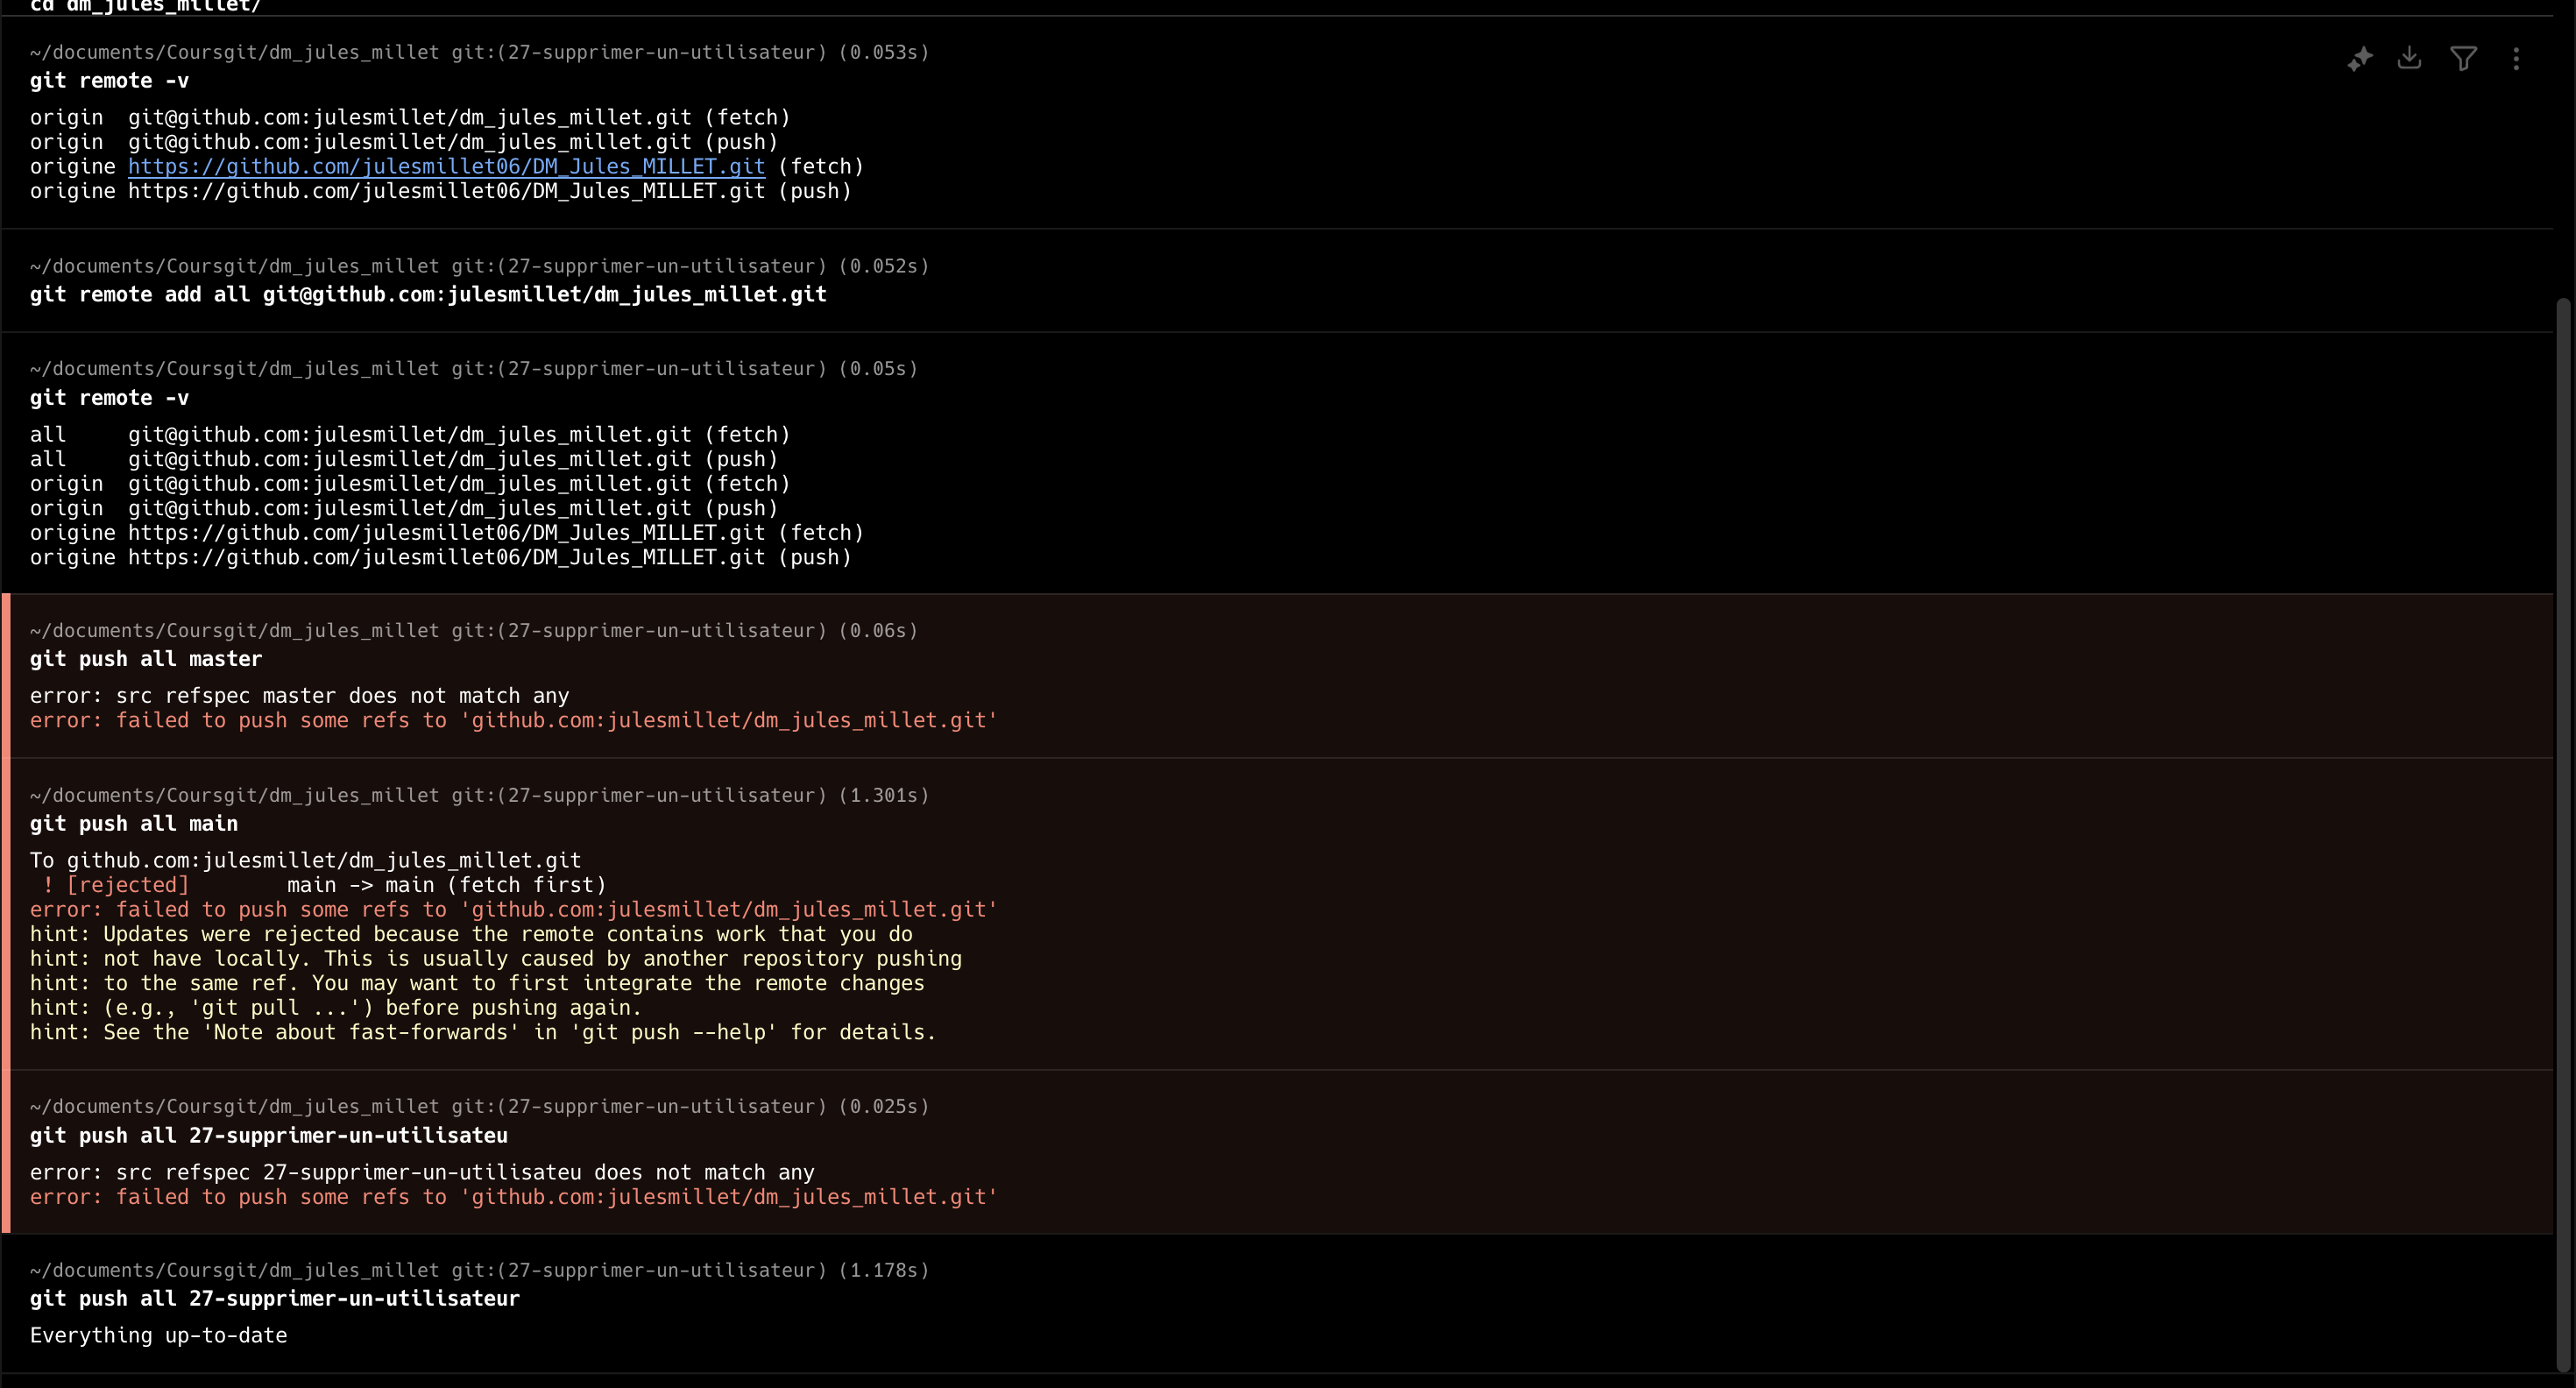 cd dm_jules_millet/
~/documents/Coursgit/dm_jules_millet git:(27-supprimer-un-utilisateur) (0.053s)
git remote -v
origin  git@github.com:julesmillet/dm_jules_millet.git (fetch)
origin  git@github.com:julesmillet/dm_jules_millet.git (push)
origine https://github.com/julesmillet06/DM_Jules_MILLET.git (fetch)
origine https://github.com/julesmillet06/DM_Jules_MILLET.git (push)
~/documents/Coursgit/dm_jules_millet git:(27-supprimer-un-utilisateur) (0.052s)
git remote add all git@github.com:julesmillet/dm_jules_millet.git
~/documents/Coursgit/dm_jules_millet git:(27-supprimer-un-utilisateur) (0.05s)
git remote -v
all     git@github.com:julesmillet/dm_jules_millet.git (fetch)
all     git@github.com:julesmillet/dm_jules_millet.git (push)
origin  git@github.com:julesmillet/dm_jules_millet.git (fetch)
origin  git@github.com:julesmillet/dm_jules_millet.git (push)
origine https://github.com/julesmillet06/DM_Jules_MILLET.git (fetch)
origine https://github.com/julesmillet06/DM_Jules_MILLET.git (push)
~/documents/Coursgit/dm_jules_millet git:(27-supprimer-un-utilisateur) (0.06s)
git push all master
error: src refspec master does not match any
error: failed to push some refs to 'github.com:julesmillet/dm_jules_millet.git'
~/documents/Coursgit/dm_jules_millet git:(27-supprimer-un-utilisateur) (1.301s)
git push all main
To github.com:julesmillet/dm_jules_millet.git
 ! [rejected]        main -> main (fetch first)
error: failed to push some refs to 'github.com:julesmillet/dm_jules_millet.git'
hint: Updates were rejected because the remote contains work that you do
hint: not have locally. This is usually caused by another repository pushing
hint: to the same ref. You may want to first integrate the remote changes
hint: (e.g., 'git pull ...') before pushing again.
hint: See the 'Note about fast-forwards' in 'git push --help' for details.
~/documents/Coursgit/dm_jules_millet git:(27-supprimer-un-utilisateur) (0.025s)
git push all 27-supprimer-un-utilisateu
error: src refspec 27-supprimer-un-utilisateu does not match any
error: failed to push some refs to 'github.com:julesmillet/dm_jules_millet.git'
~/documents/Coursgit/dm_jules_millet git:(27-supprimer-un-utilisateur) (1.178s)
git push all 27-supprimer-un-utilisateur
Everything up-to-date